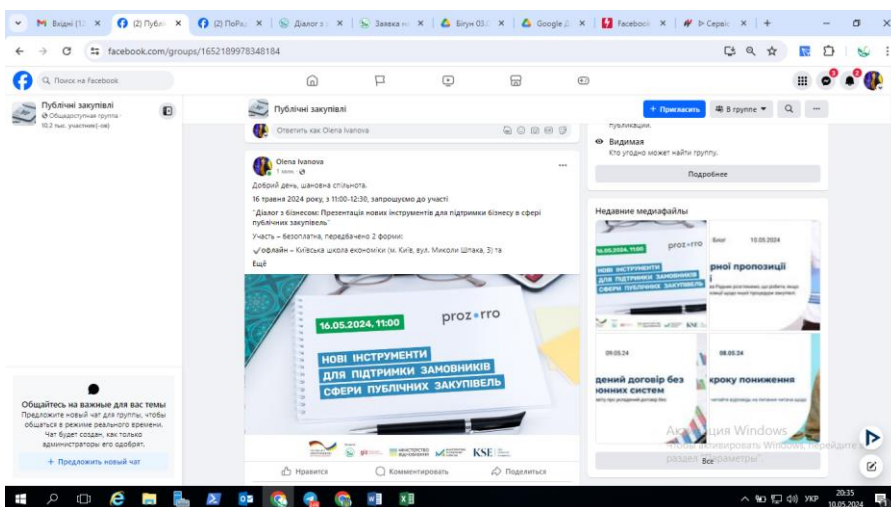 Вхідні (1
(2) Публі
(2) ПоРа
Діалог з
Заявка н
Бігун 03.
Google Д
Facebook
Сервіс
facebook.com/groups/1652189978348184
Поиск на Facebook
Публічні закупівлі
Общедоступная группа ·
10,2 тыс. участник(-ов)
Публічні закупівлі
+ Пригласить
В группе
Ответить как Olena Ivanova
Olena Ivanova
1 мин. ·
Добрий день, шановна спільнота.
16 травня 2024 року, з 11:00-12:30, запрошуємо до участі
"Діалог з бізнесом: Презентація нових інструментів для підтримки бізнесу в сфері
публічних закупівель"
Участь – безоплатна, передбачено 2 форми:
✓офлайн – Київська школа економіки (м. Київ, вул. Миколи Шпака, 3) та
Ещё
16.05.2024, 11:00
prozorro
НОВІ ІНСТРУМЕНТИ
ДЛЯ ПІДТРИМКИ ЗАМОВНИКІВ
СФЕРИ ПУБЛІЧНИХ ЗАКУПІВЕЛЬ
giz
KSE
Нравится
Комментировать
Поделиться
публикации.
Видимая
Кто угодно может найти группу.
Подробнее
Недавние медиафайлы
16.05.2024, 11:00
prozorro
НОВІ ІНСТРУМЕНТИ
ДЛЯ ПІДТРИМКИ ЗАМОВНИКІВ
СФЕРИ ПУБЛІЧНИХ ЗАКУПІВЕЛЬ
KSE
Блог
10.05.2024
рної пропозиції
09.05.24
дений договір без
юнних систем
08.05.24
кроку пониження
Активация Windows
Чтобы активировать Windows, перейдите в
раздел "Параметры".
Все
Общайтесь на важные для вас темы
Предложите новый чат для группы, чтобы
общаться в режиме реального времени.
Чат будет создан, как только
администраторы его одобрят.
+ Предложить новый чат
УКР
20:35
10.05.2024